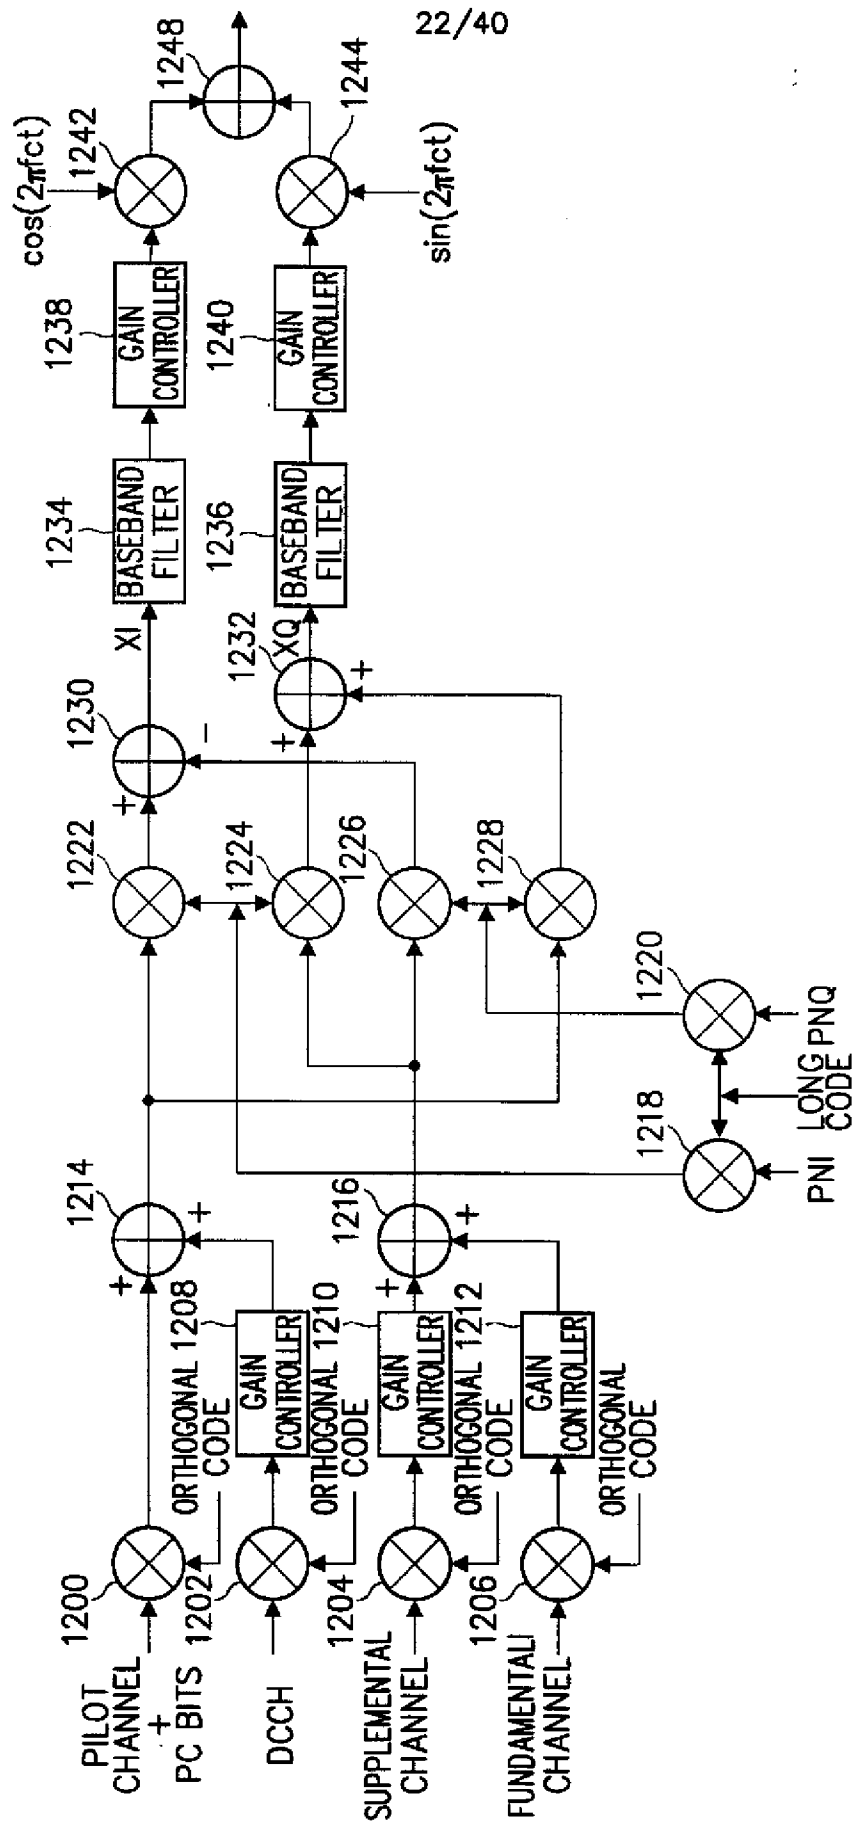 22/40
cos(2πfct)
1242
1248
1244
sin(2πfct)
1238
GAIN
CONTROLLER
1240
GAIN
CONTROLLER
1234
BASEBAND
FILTER
1236
BASEBAND
FILTER
XI
XQ
1230
+
-
1232
+
+
1222
1224
1226
1228
1220
PNQ
LONG
CODE
1218
PNI
1214
+
+
1216
+
+
1208
GAIN
CONTROLLER
1210
GAIN
CONTROLLER
1212
GAIN
CONTROLLER
ORTHOGONAL
CODE
ORTHOGONAL
CODE
ORTHOGONAL
CODE
ORTHOGONAL
CODE
1200
1202
1204
1206
PILOT
CHANNEL
+
PC BITS
DCCH
SUPPLEMENTAL
CHANNEL
FUNDAMENTAL
CHANNEL